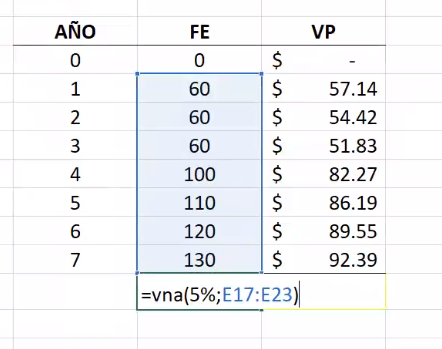 AÑO FE VP
0 0 $ -
1 60 $ 57.14
2 60 $ 54.42
3 60 $ 51.83
4 100 $ 82.27
5 110 $ 86.19
6 120 $ 89.55
7 130 $ 92.39
=vna(5%;E17:E23)